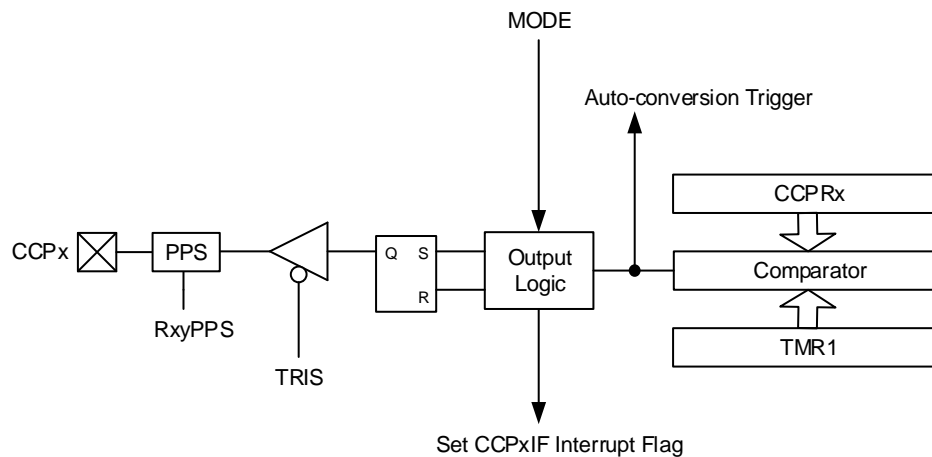 MODE
Auto-conversion Trigger
CCPRx
CCPx
PPS
Q
S
R
Output
Logic
Comparator
RxyPPS
TRIS
TMR1
Set CCPxIF Interrupt Flag